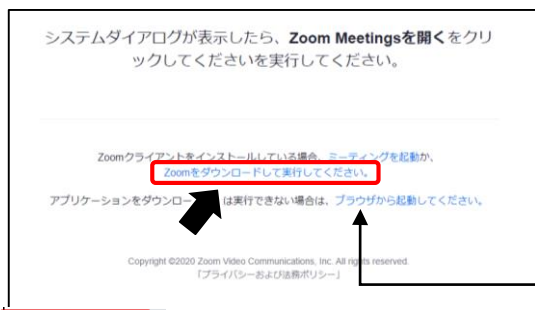 システムダイアログが表示したら、Zoom Meetingsを開くをクリ
ックしてくださいを実行してください。
Zoomクライアントをインストールしている場合、ミーティングを起動か、
Zoomをダウンロードして実行してください。
アプリケーションをダウンロー は実行できない場合は、ブラウザから起動してください。
Copyright ©2020 Zoom Video Communications, Inc. All rights reserved.
「プライバシーおよび法務ポリシー」